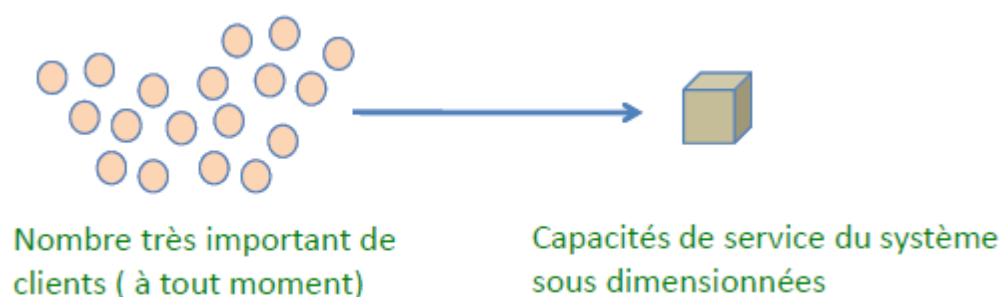 Nombre très important de
clients ( à tout moment)
Capacités de service du système
sous dimensionnées